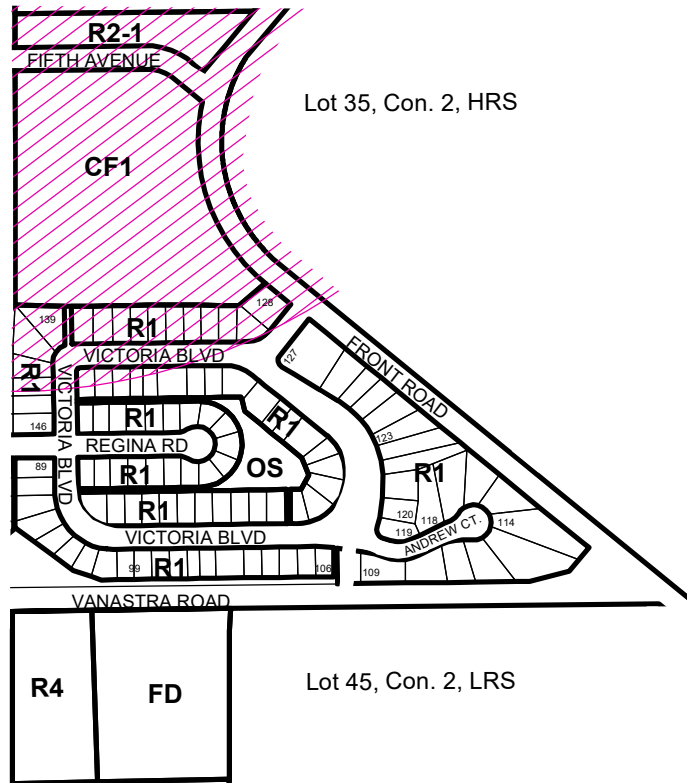 R2-1
FIFTH AVENUE
Lot 35, Con. 2, HRS
CF1
128
139
R1
VICTORIA BLVD
127
FRONT ROAD
R1
VICTORIA BLVD
R1
R1
146
REGINA RD
123
89
R1
OS
R1
R1
120
118
119
ANDREW CT.
114
VICTORIA BLVD
99
R1
106
109
VANASTRA ROAD
R4
FD
Lot 45, Con. 2, LRS